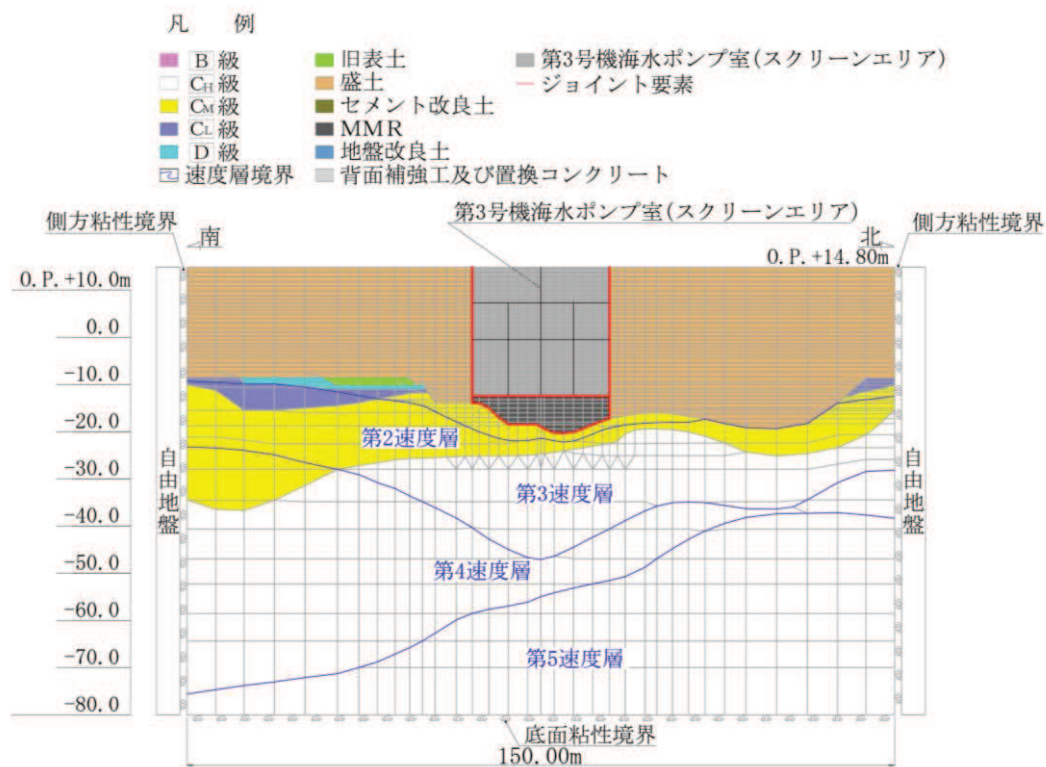 凡 例
B 級
CH 級
CM 級
CL 級
D 級
速度層境界
旧表土
盛土
セメント改良土
MMR
地盤改良土
背面補強工及び置換コンクリート
第3号機海水ポンプ室(スクリーンエリア)
ジョイント要素
第3号機海水ポンプ室(スクリーンエリア)
側方粘性境界
側方粘性境界
南
北
O.P.+14.80m
O.P.+10.0m
0.0
-10.0
-20.0
-30.0
-40.0
-50.0
-60.0
-70.0
-80.0
自由地盤
自由地盤
第2速度層
第3速度層
第4速度層
第5速度層
底面粘性境界
150.00m